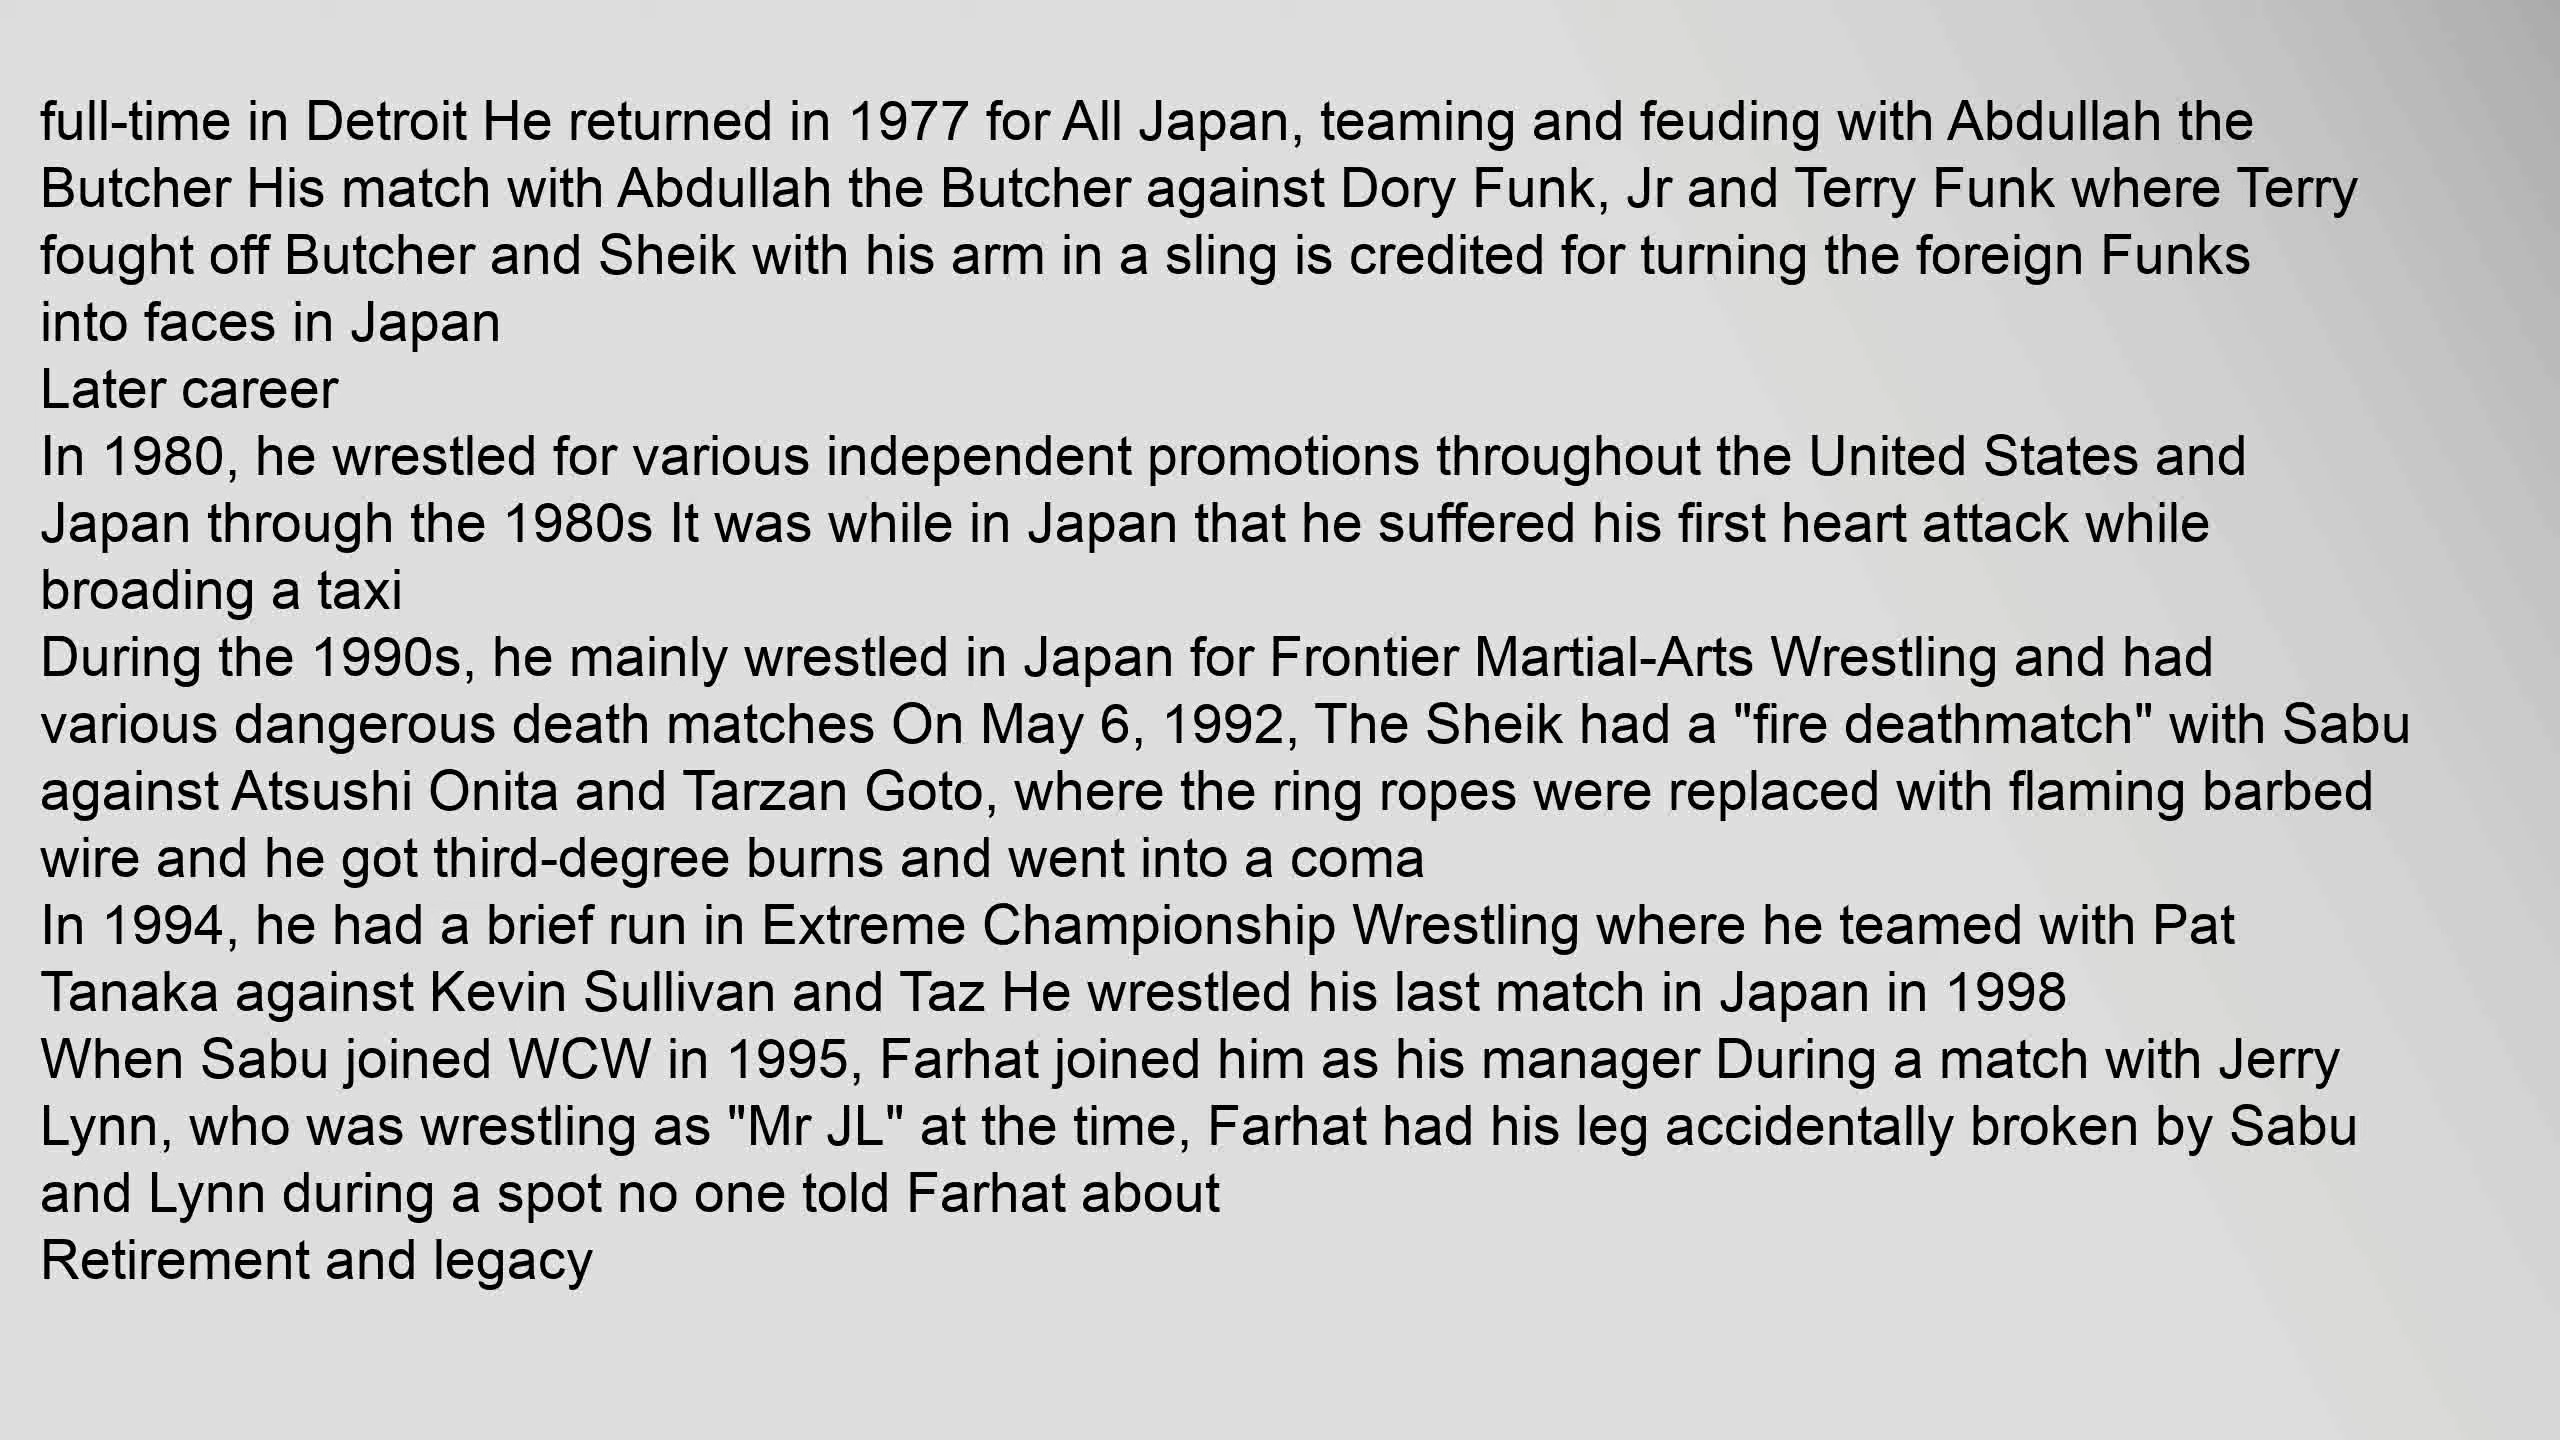 full-time in Detroit He returned in 1977 for All Japan, teaming and feuding with Abdullah the
Butcher His match with Abdullah the Butcher against Dory Funk, Jr and Terry Funk where Terry
fought off Butcher and Sheik with his arm in a sling is credited for turning the foreign Funks
into faces in Japan
Later career
In 1980, he wrestled for various independent promotions throughout the United States and
Japan through the 1980s It was while in Japan that he suffered his first heart attack while
broading a taxi
During the 1990s, he mainly wrestled in Japan for Frontier Martial-Arts Wrestling and had
various dangerous death matches On May 6, 1992, The Sheik had a "fire deathmatch" with Sabu
against Atsushi Onita and Tarzan Goto, where the ring ropes were replaced with flaming barbed
wire and he got third-degree burns and went into a coma
In 1994, he had a brief run in Extreme Championship Wrestling where he teamed with Pat
Tanaka against Kevin Sullivan and Taz He wrestled his last match in Japan in 1998
When Sabu joined WCW in 1995, Farhat joined him as his manager During a match with Jerry
Lynn, who was wrestling as "Mr JL" at the time, Farhat had his leg accidentally broken by Sabu
and Lynn during a spot no one told Farhat about
Retirement and legacy